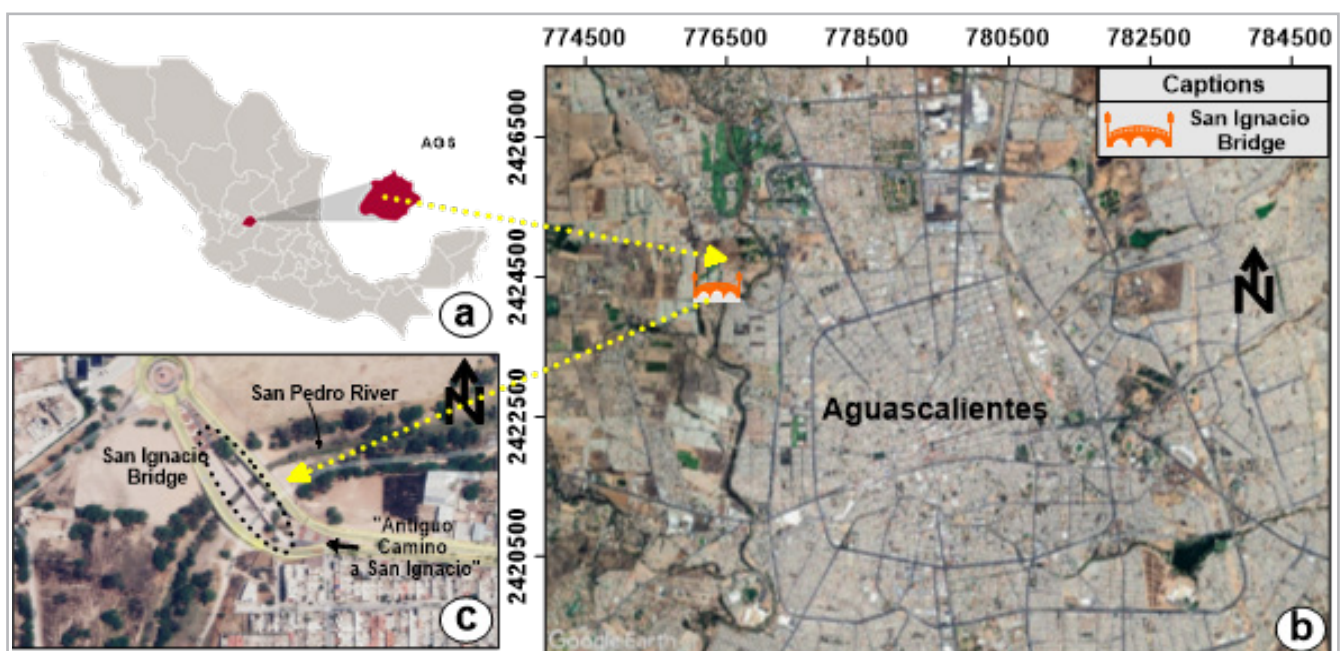 774500 776500 778500 780500 782500 784500
Captions
San Ignacio
Bridge
AGS
2426500
2424500
2422500
2420500
N
a
Aguascalientes
San Pedro River
N
San Ignacio
Bridge
"Antiguo
Camino
a San Ignacio"
c
Google Earth
b